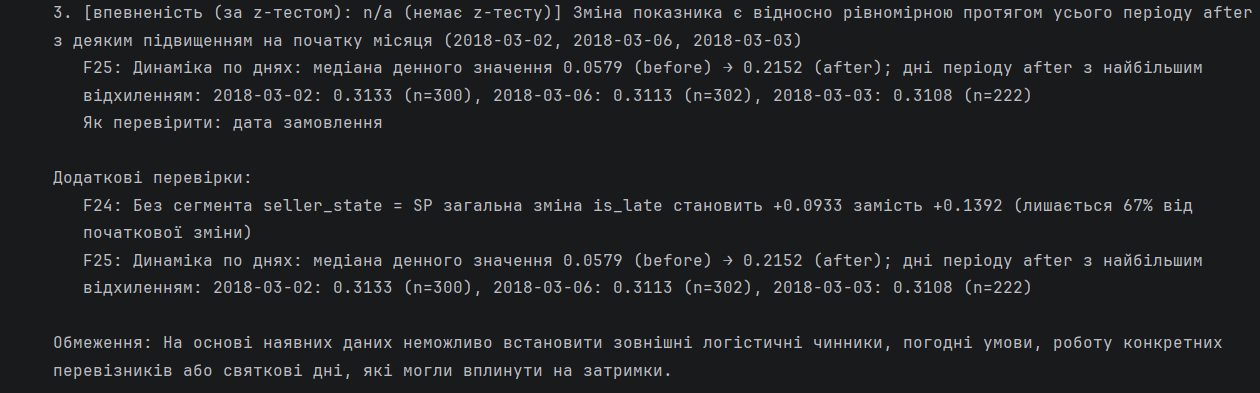 3. [впевненість (за z-тестом): n/a (немає z-тесту)] Зміна показника є відносно рівномірною протягом усього періоду after
з деяким підвищенням на початку місяця (2018-03-02, 2018-03-06, 2018-03-03)
F25: Динаміка по днях: медіана денного значення 0.0579 (before) → 0.2152 (after); дні періоду after з найбільшим
відхиленням: 2018-03-02: 0.3133 (n=300), 2018-03-06: 0.3113 (n=302), 2018-03-03: 0.3108 (n=222)
Як перевірити: дата замовлення
Додаткові перевірки:
F24: Без сегмента seller_state = SP загальна зміна is_late становить +0.0933 замість +0.1392 (лишається 67% від
початкової зміни)
F25: Динаміка по днях: медіана денного значення 0.0579 (before) → 0.2152 (after); дні періоду after з найбільшим
відхиленням: 2018-03-02: 0.3133 (n=300), 2018-03-06: 0.3113 (n=302), 2018-03-03: 0.3108 (n=222)
Обмеження: На основі наявних даних неможливо встановити зовнішні логістичні чинники, погодні умови, роботу конкретних
перевізників або святкові дні, які могли вплинути на затримки.